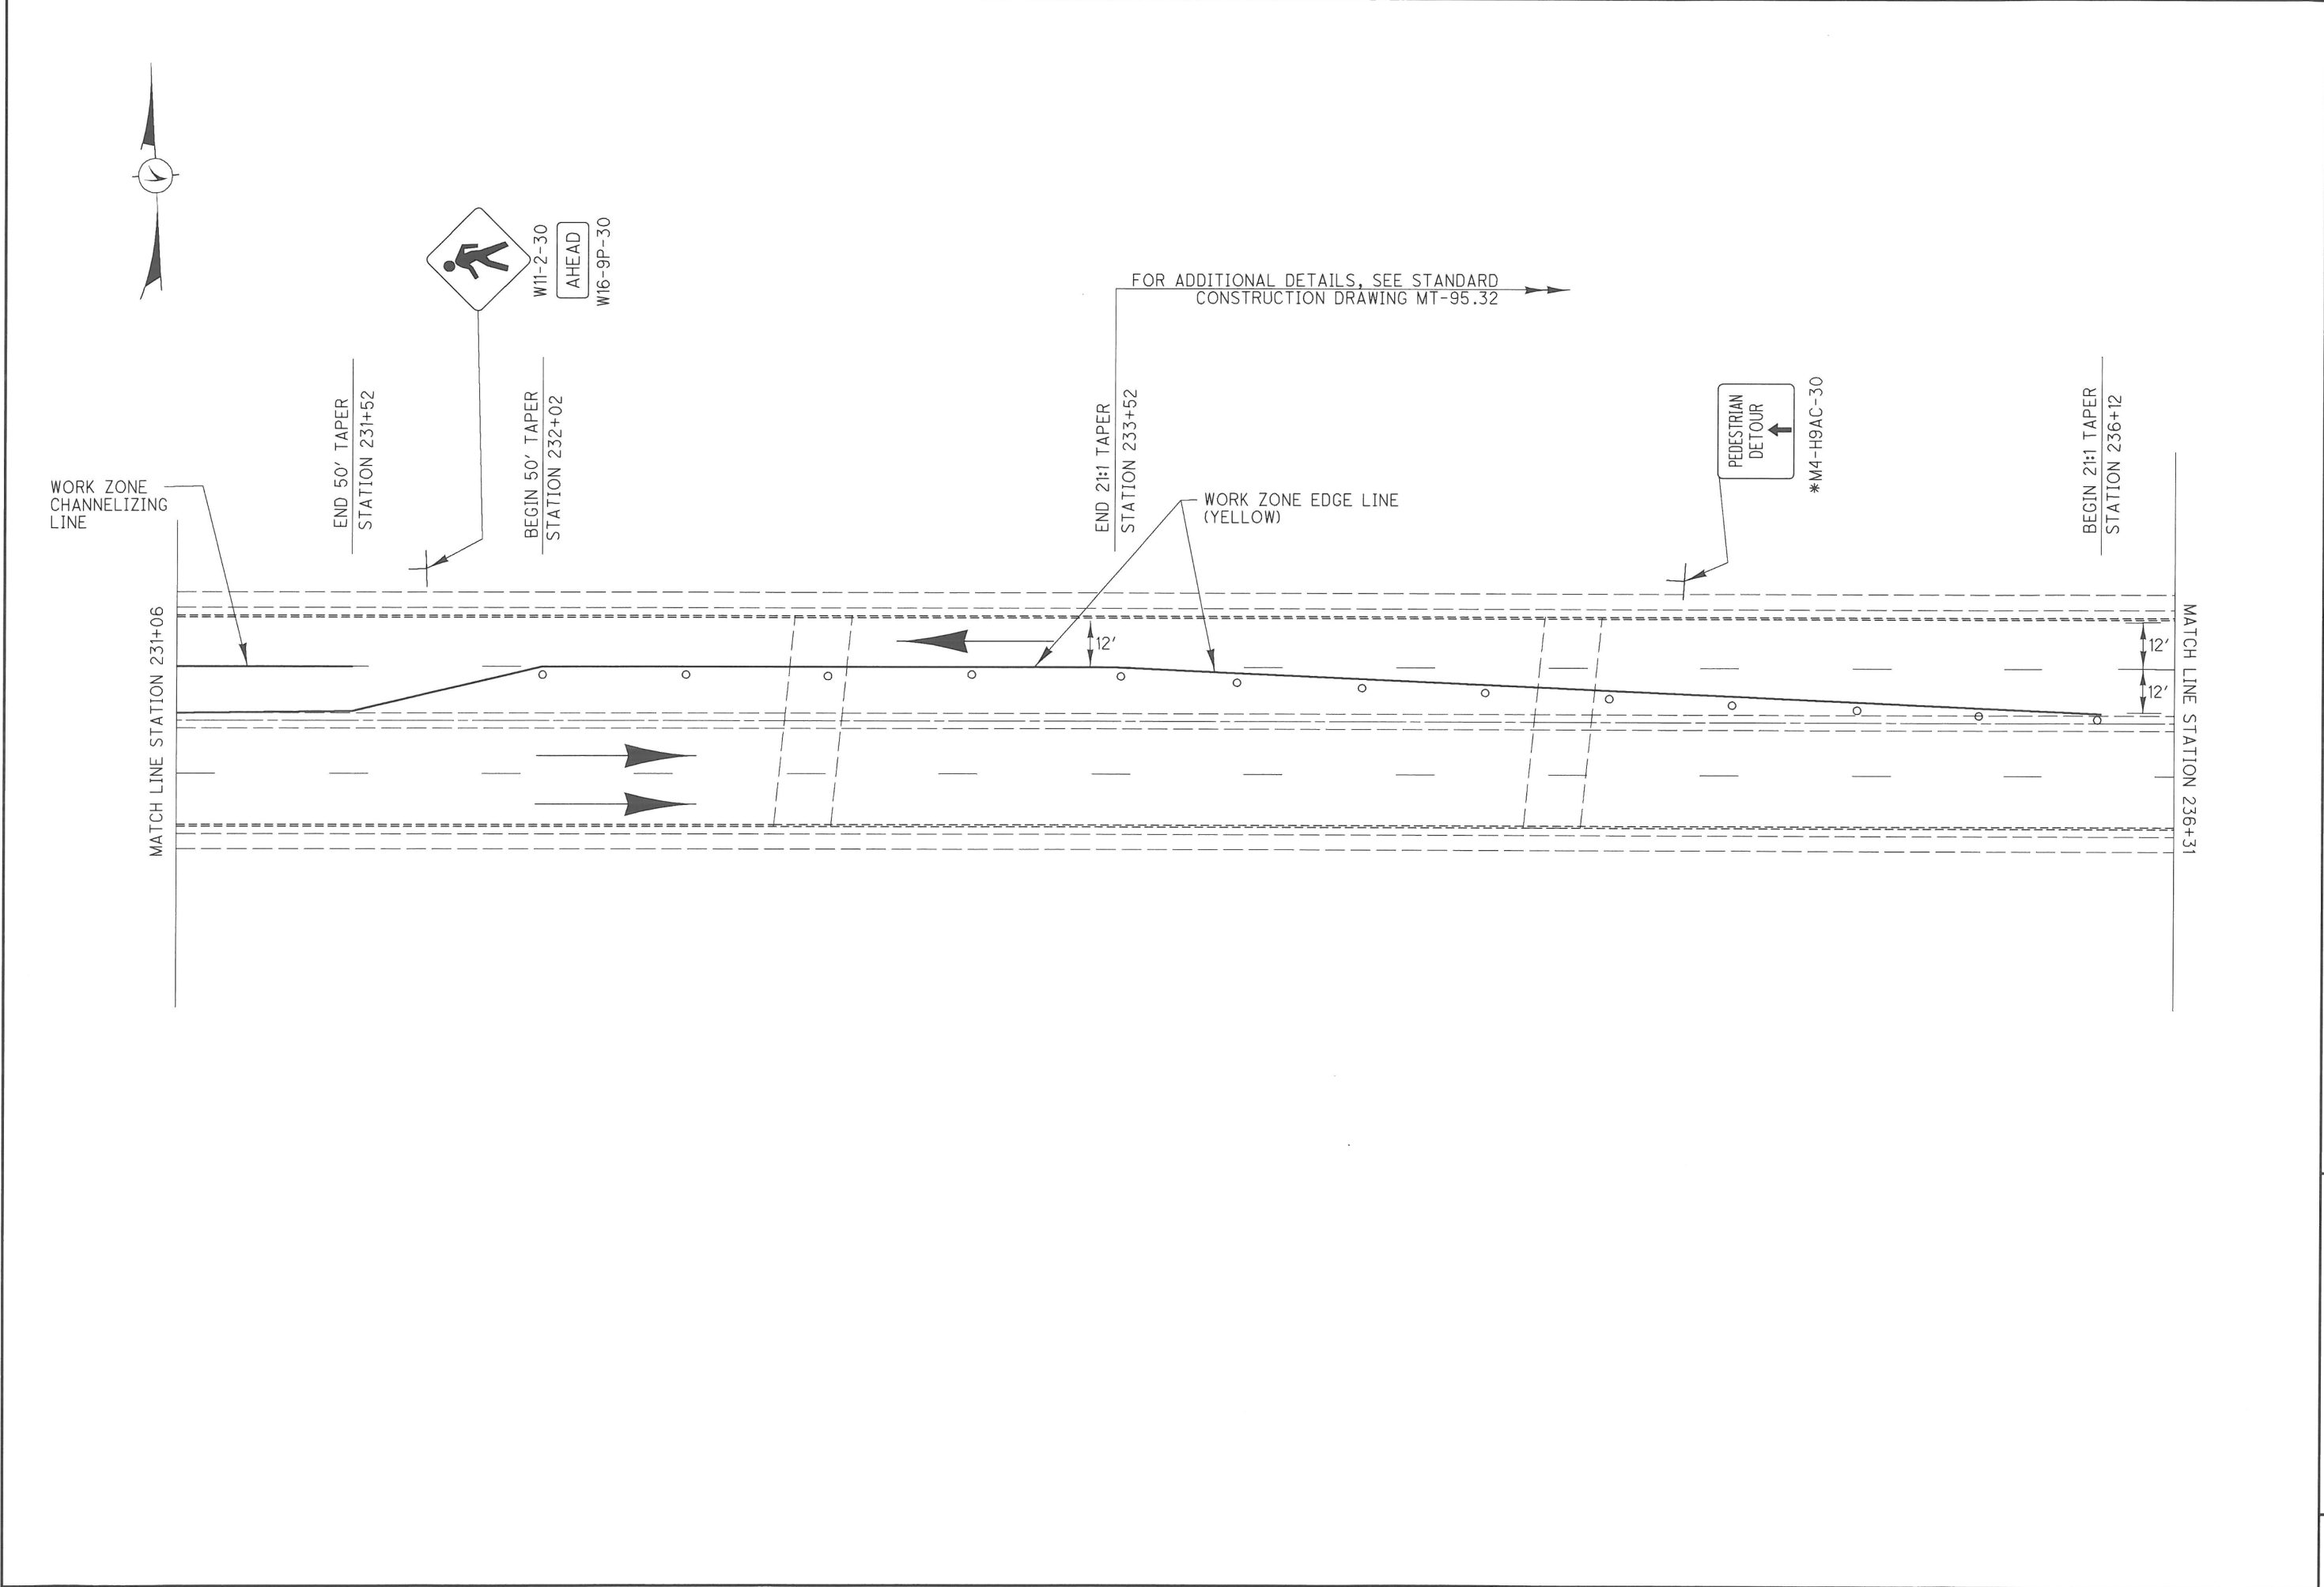 W11-2-30
AHEAD
W16-9P-30
FOR ADDITIONAL DETAILS, SEE STANDARD
CONSTRUCTION DRAWING MT-95.32
END 50' TAPER
STATION 231+52
BEGIN 50' TAPER
STATION 232+02
END 21:1 TAPER
STATION 233+52
PEDESTRIAN
DETOUR
*M4-H9AC-30
BEGIN 21:1 TAPER
STATION 236+12
WORK ZONE
CHANNELIZING
LINE
WORK ZONE EDGE LINE
(YELLOW)
MATCH LINE STATION 231+06
12'
12'
12'
MATCH LINE STATION 236+31